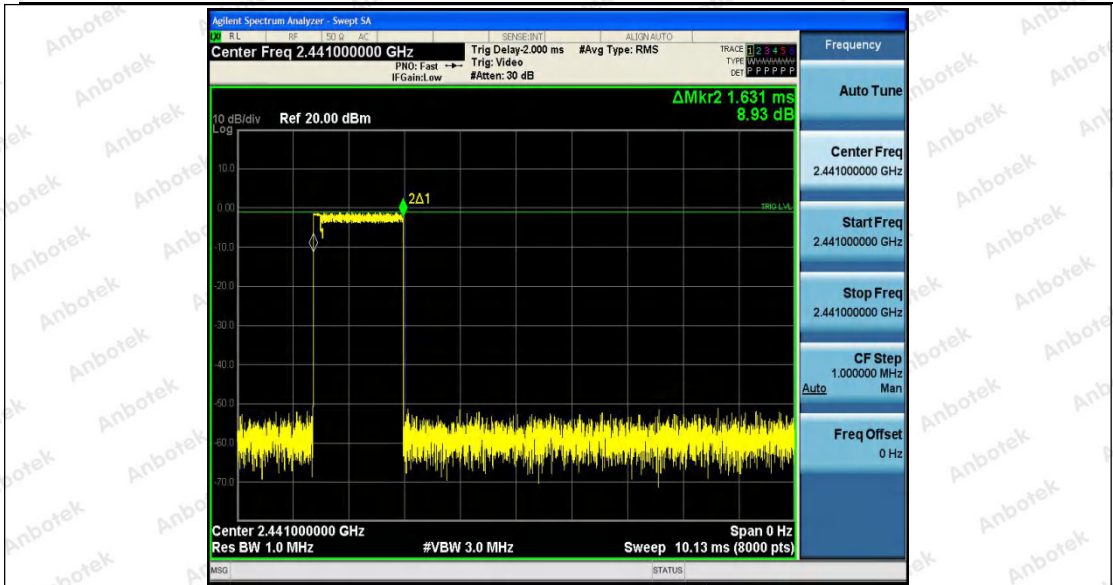 Agilent Spectrum Analyzer - Swept SA
LXI RL RF 50 Ω AC SENSE:INT ALIGN AUTO
Center Freq 2.441000000 GHz
PNO: Fast
IFGain:Low
Trig Delay-2.000 ms
Trig: Video
#Atten: 30 dB
#Avg Type: RMS
TRACE 1 2 3 4 5 6
TYPE WWWWWW
DET P P P P P P
ΔMkr2 1.631 ms
8.93 dB
10 dB/div Ref 20.00 dBm
Log
10.0
0.00
-10.0
-20.0
-30.0
-40.0
-50.0
-60.0
-70.0
2Δ1
TRIG LVL
Center 2.441000000 GHz Span 0 Hz
Res BW 1.0 MHz #VBW 3.0 MHz Sweep 10.13 ms (8000 pts)
MSG STATUS
Frequency
Auto Tune
Center Freq
2.441000000 GHz
Start Freq
2.441000000 GHz
Stop Freq
2.441000000 GHz
CF Step
1.000000 MHz
Auto Man
Freq Offset
0 Hz
Anbotek